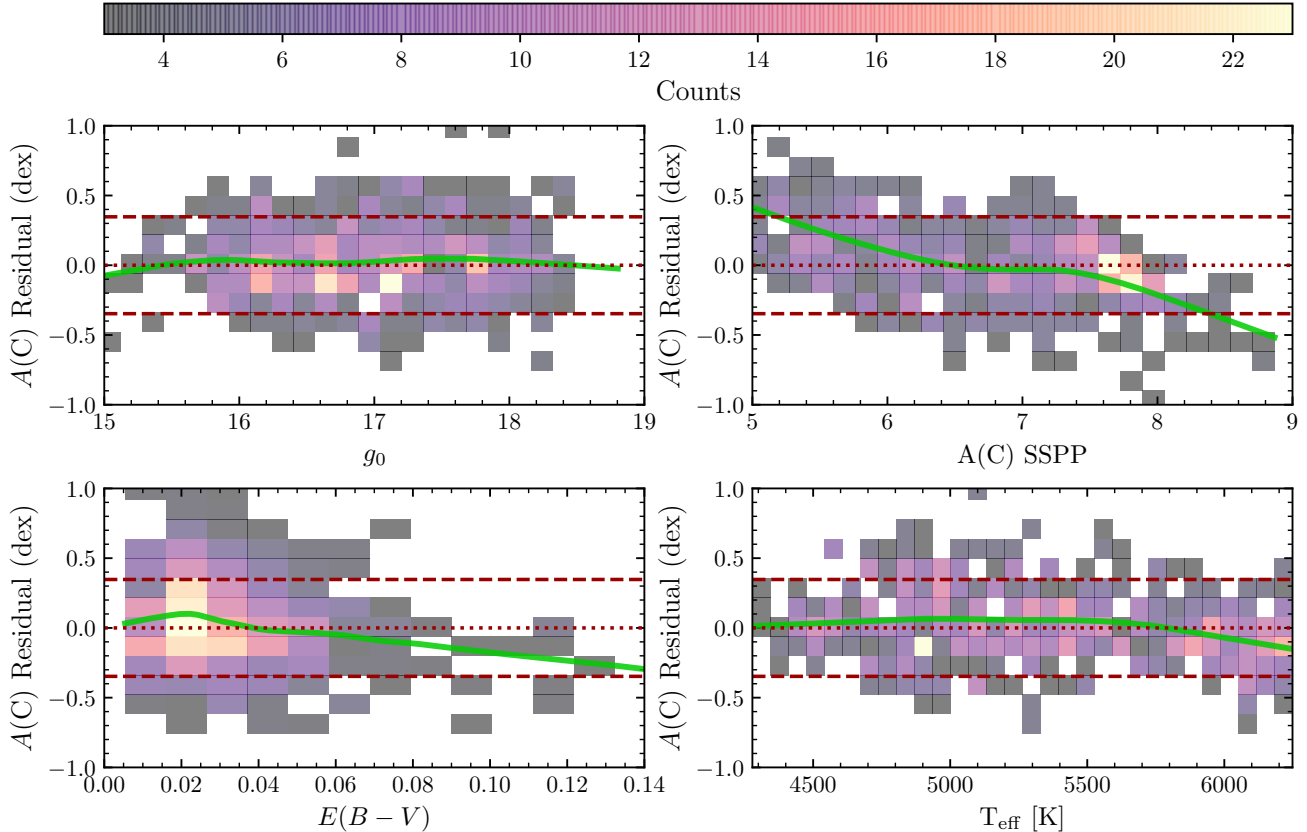 4 6 8 10 12 14 16 18 20 22
Counts
A(C) Residual (dex)
1.0
0.5
0.0
−0.5
−1.0
15 16 17 18 19
g₀
A(C) Residual (dex)
1.0
0.5
0.0
−0.5
−1.0
5 6 7 8 9
A(C) SSPP
A(C) Residual (dex)
1.0
0.5
0.0
−0.5
−1.0
0.00 0.02 0.04 0.06 0.08 0.10 0.12 0.14
E(B − V)
A(C) Residual (dex)
1.0
0.5
0.0
−0.5
−1.0
4500 5000 5500 6000
T_eff [K]